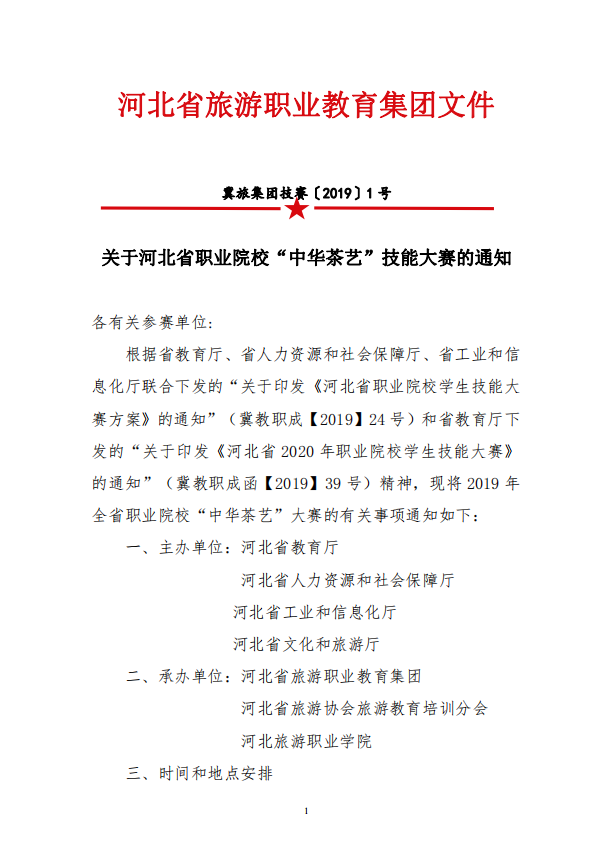 河北省旅游职业教育集团文件
冀旅集团技赛〔2019〕1 号
关于河北省职业院校“中华茶艺”技能大赛的通知
各有关参赛单位:
根据省教育厅、省人力资源和社会保障厅、省工业和信
息化厅联合下发的“关于印发《河北省职业院校学生技能大
赛方案》的通知”（冀教职成【2019】24 号）和省教育厅下
发的“关于印发《河北省 2020 年职业院校学生技能大赛》
的通知”（冀教职成函【2019】39 号）精神，现将 2019 年
全省职业院校“中华茶艺”大赛的有关事项通知如下：
一、主办单位：河北省教育厅
河北省人力资源和社会保障厅
河北省工业和信息化厅
河北省文化和旅游厅
二、承办单位：河北省旅游职业教育集团
河北省旅游协会旅游教育培训分会
河北旅游职业学院
三、时间和地点安排
1